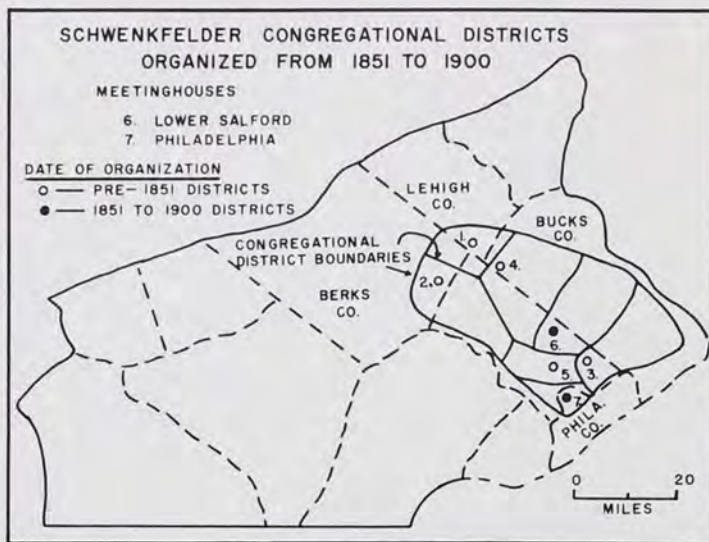 SCHWENKFELDER CONGREGATIONAL DISTRICTS
ORGANIZED FROM 1851 TO 1900
MEETINGHOUSES
6. LOWER SALFORD
7. PHILADELPHIA
DATE OF ORGANIZATION
PRE-1851 DISTRICTS
1851 TO 1900 DISTRICTS
LEHIGH
CO.
BUCKS
CO.
CONGREGATIONAL
DISTRICT BOUNDARIES
BERKS
CO.
1.
2.
4.
6.
5.
3.
7.
PHILA.
CO.
0 20
MILES